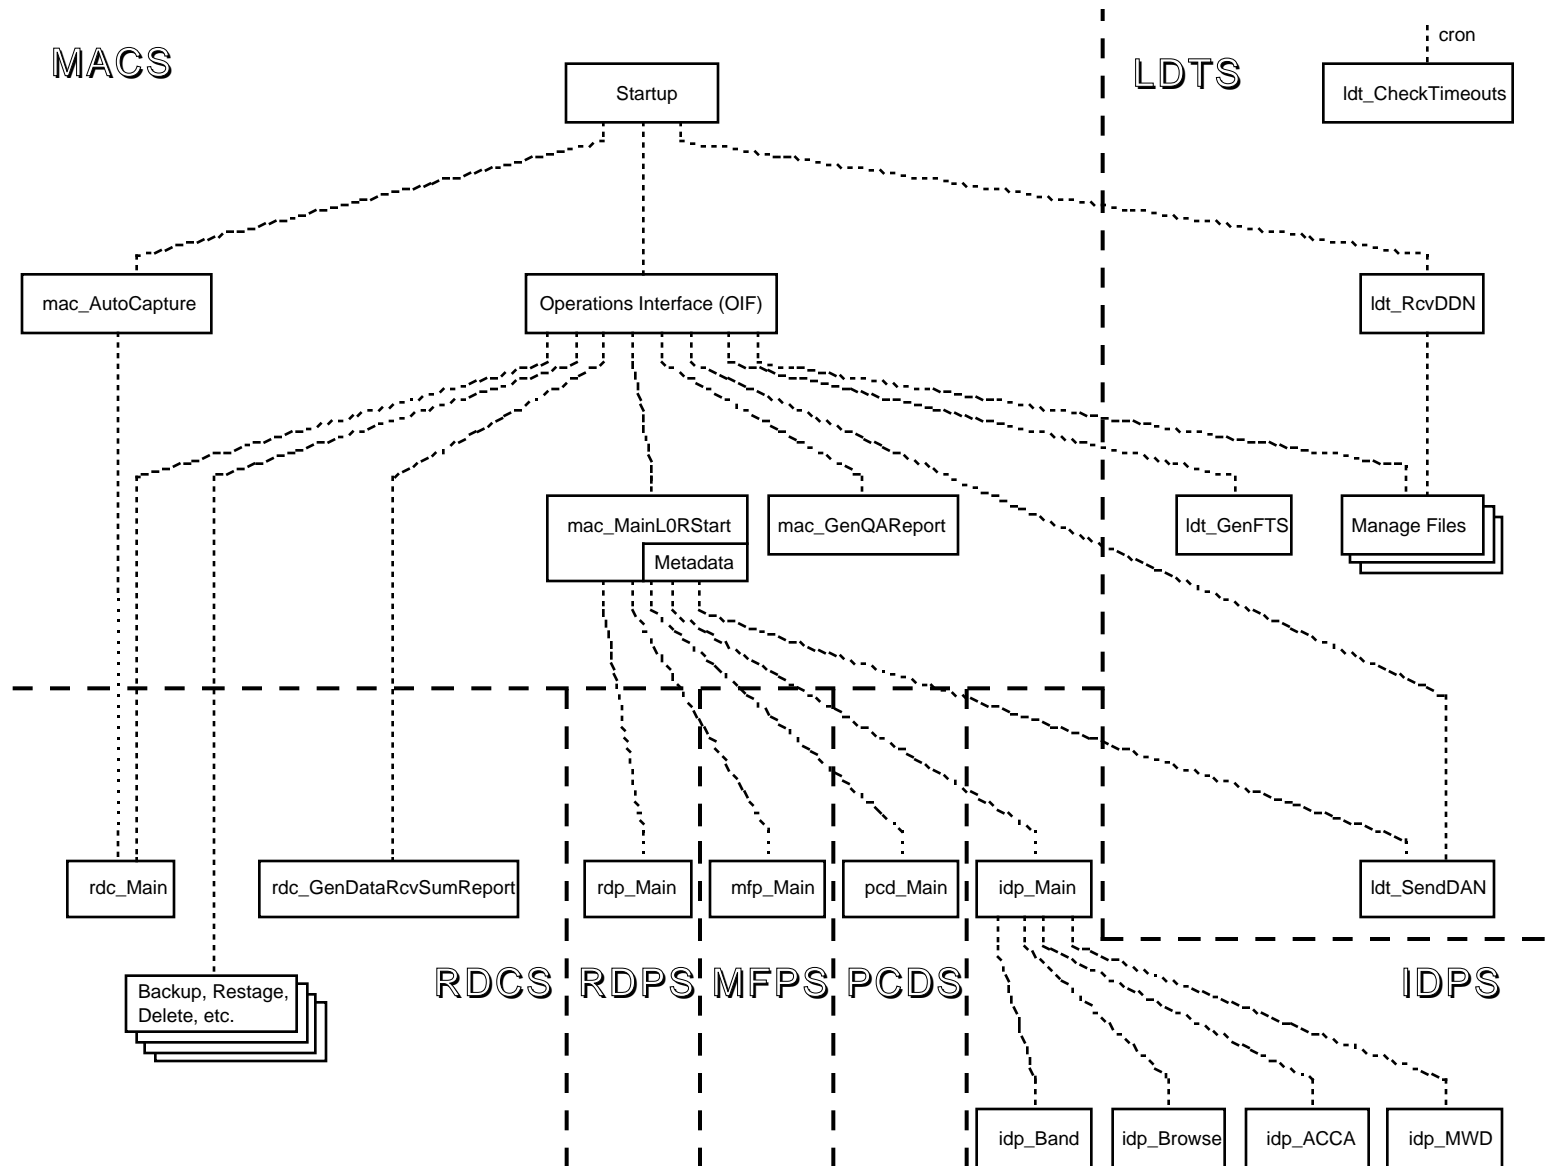 MACS
LDTS
cron
Startup
ldt_CheckTimeouts
mac_AutoCapture
Operations Interface (OIF)
ldt_RcvDDN
mac_MainL0RStart
Metadata
mac_GenQAReport
ldt_GenFTS
Manage Files
rdc_Main
rdc_GenDataRcvSumReport
rdp_Main
mfp_Main
pcd_Main
idp_Main
ldt_SendDAN
Backup, Restage,
Delete, etc.
RDCS
RDPS
MFPS
PCDS
IDPS
idp_Band
idp_Browse
idp_ACCA
idp_MWD